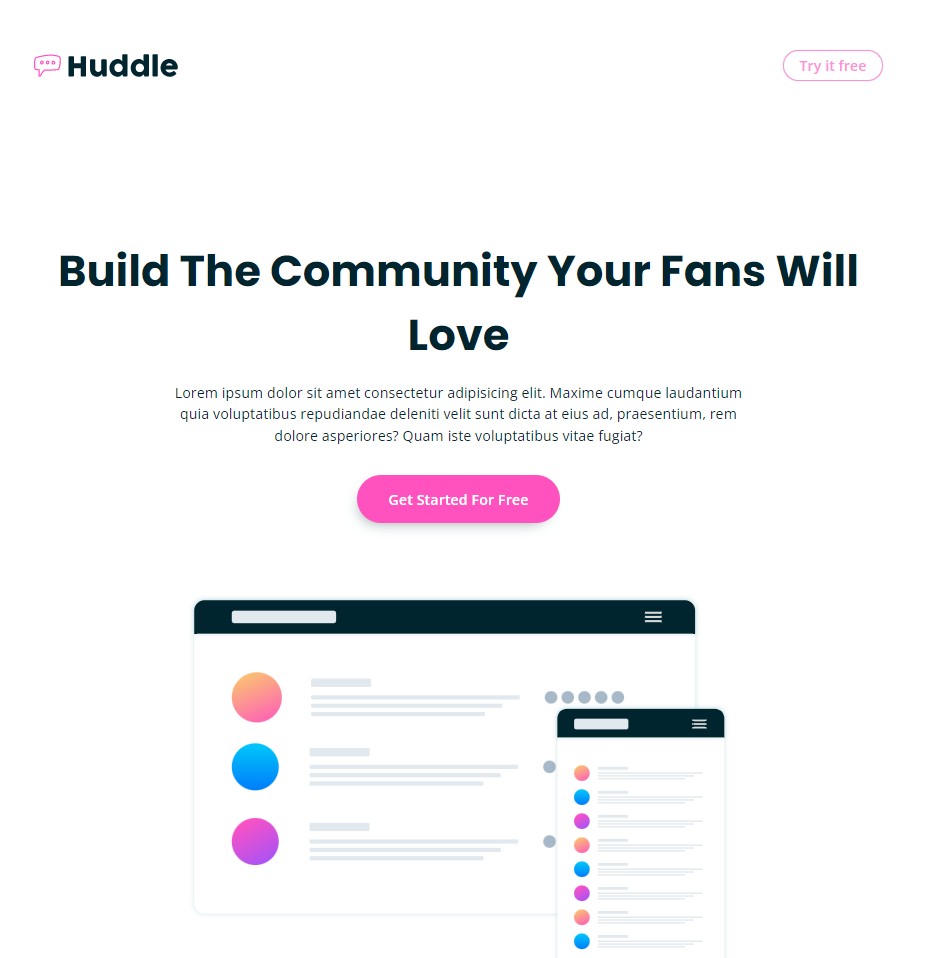 Huddle
Try it free
Build The Community Your Fans Will
Love
Lorem ipsum dolor sit amet consectetur adipisicing elit. Maxime cumque laudantium
quia voluptatibus repudiandae deleniti velit sunt dicta at eius ad, praesentium, rem
dolore asperiores? Quam iste voluptatibus vitae fugiat?
Get Started For Free